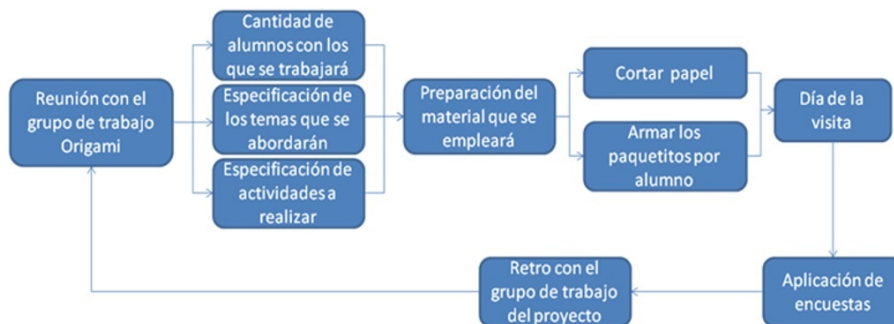 Reunión con el
grupo de trabajo
Origami
Cantidad de
alumnos con los
que se trabajará
Especificación de
los temas que se
abordarán
Especificación de
actividades a
realizar
Preparación del
material que se
empleará
Cortar papel
Armar los
paquetitos por
alumno
Día de la
visita
Aplicación de
encuestas
Retro con el
grupo de trabajo
del proyecto